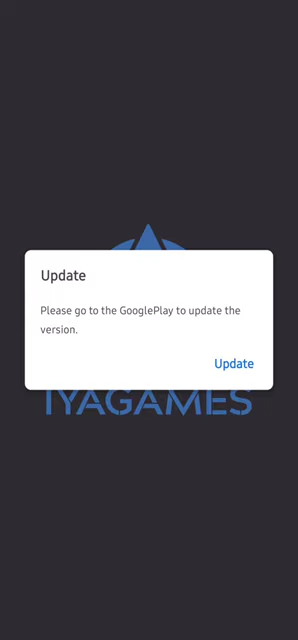 Update
Please go to the GooglePlay to update the
version.
Update
IYAGAMES